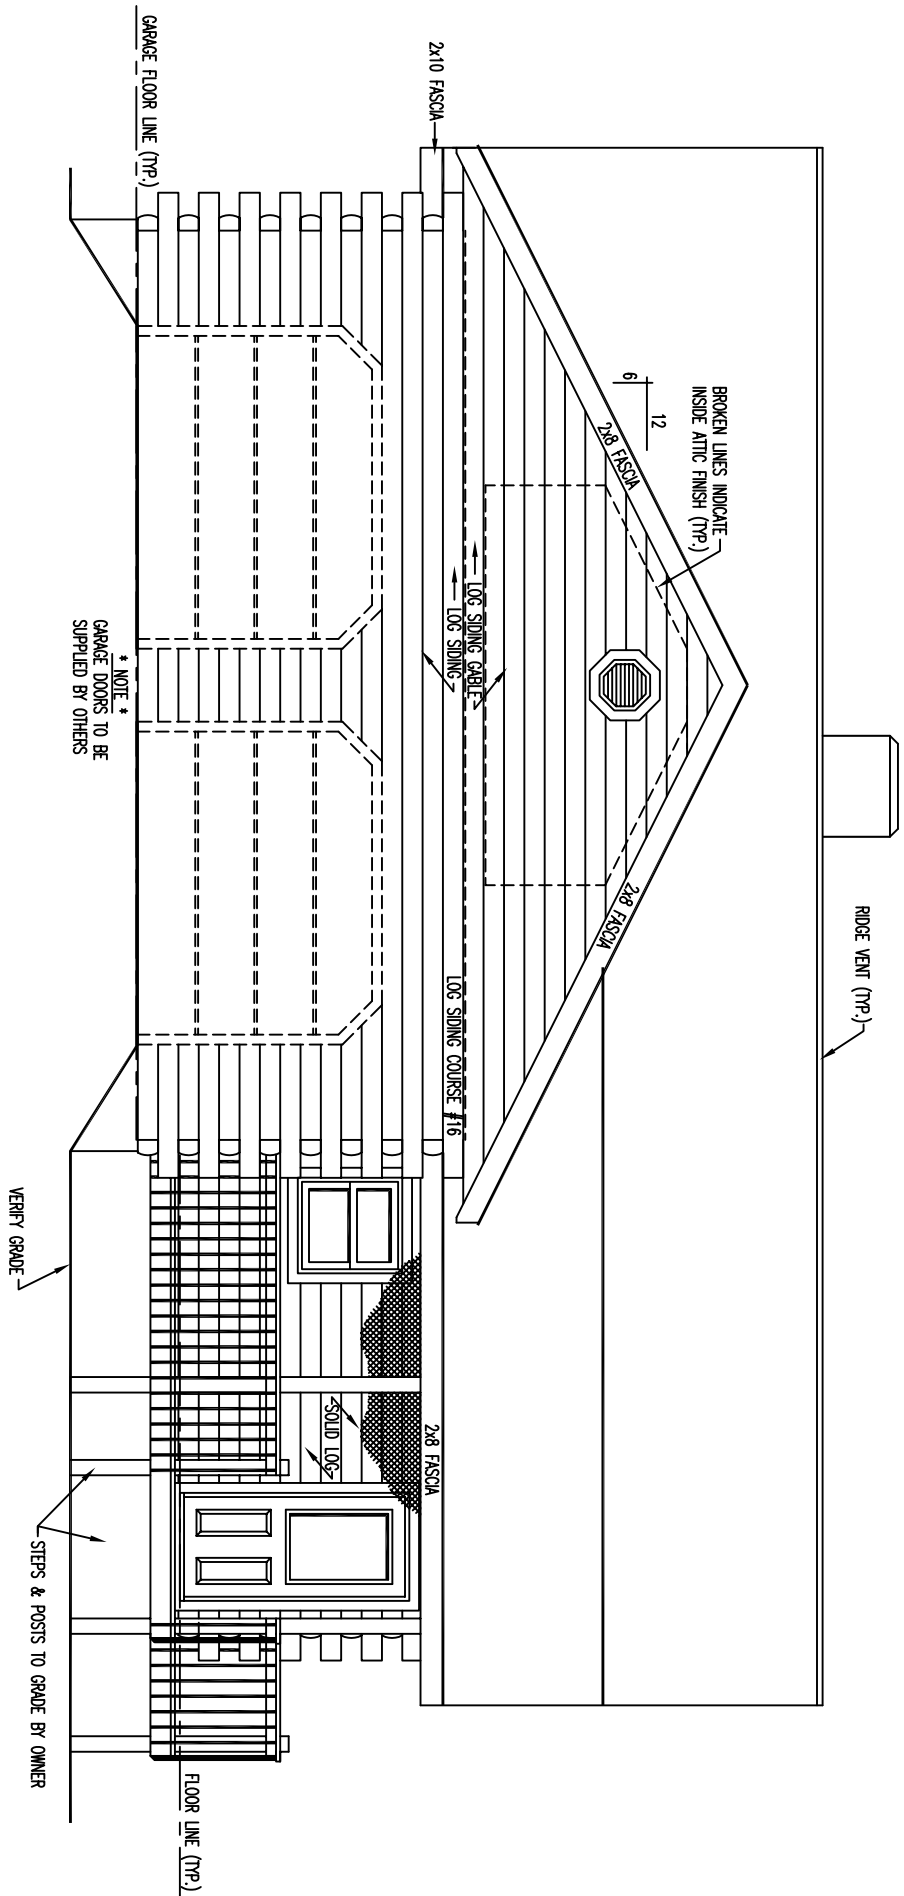 RIDGE VENT (TYP.)
BROKEN LINES INDICATE
INSIDE ATTIC FINISH (TYP.)
12
6
2x8 FASCIA
2x8 FASCIA
2x10 FASCIA
LOG SIDING GABLE
LOG SIDING
LOG SIDING COURSE #16
2x8 FASCIA
SOLID LOG
GARAGE FLOOR LINE (TYP.)
FLOOR LINE (TYP.)
* NOTE *
GARAGE DOORS TO BE
SUPPLIED BY OTHERS
VERIFY GRADE
STEPS & POSTS TO GRADE BY OWNER